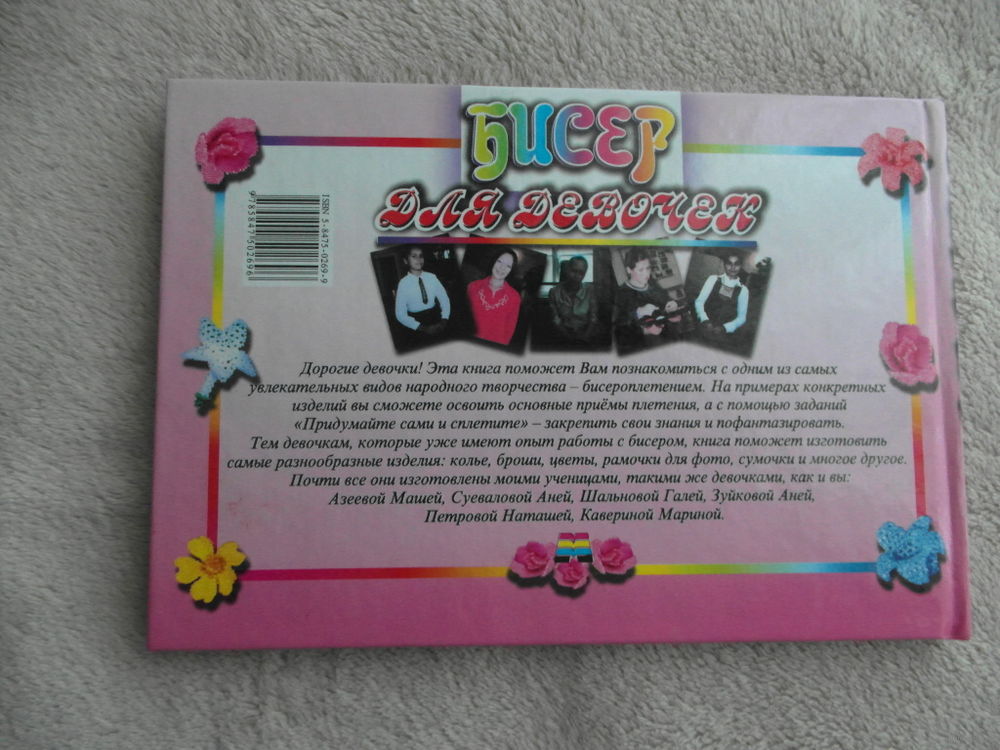 БИСЕР
ДЛЯ ДЕВОЧЕК
ISBN 5-8475-0269-9
9785847502696
Дорогие девочки! Эта книга поможет Вам познакомиться с одним из самых
увлекательных видов народного творчества – бисероплетением. На примерах конкретных
изделий вы сможете освоить основные приёмы плетения, а с помощью заданий
«Придумайте сами и сплетите» – закрепить свои знания и пофантазировать.
Тем девочкам, которые уже имеют опыт работы с бисером, книга поможет изготовить
самые разнообразные изделия: колье, броши, цветы, рамочки для фото, сумочки и многое другое.
Почти все они изготовлены моими ученицами, такими же девочками, как и вы:
Азеевой Машей, Суеваловой Аней, Шальновой Галей, Зуйковой Аней,
Петровой Наташей, Кавериной Мариной.